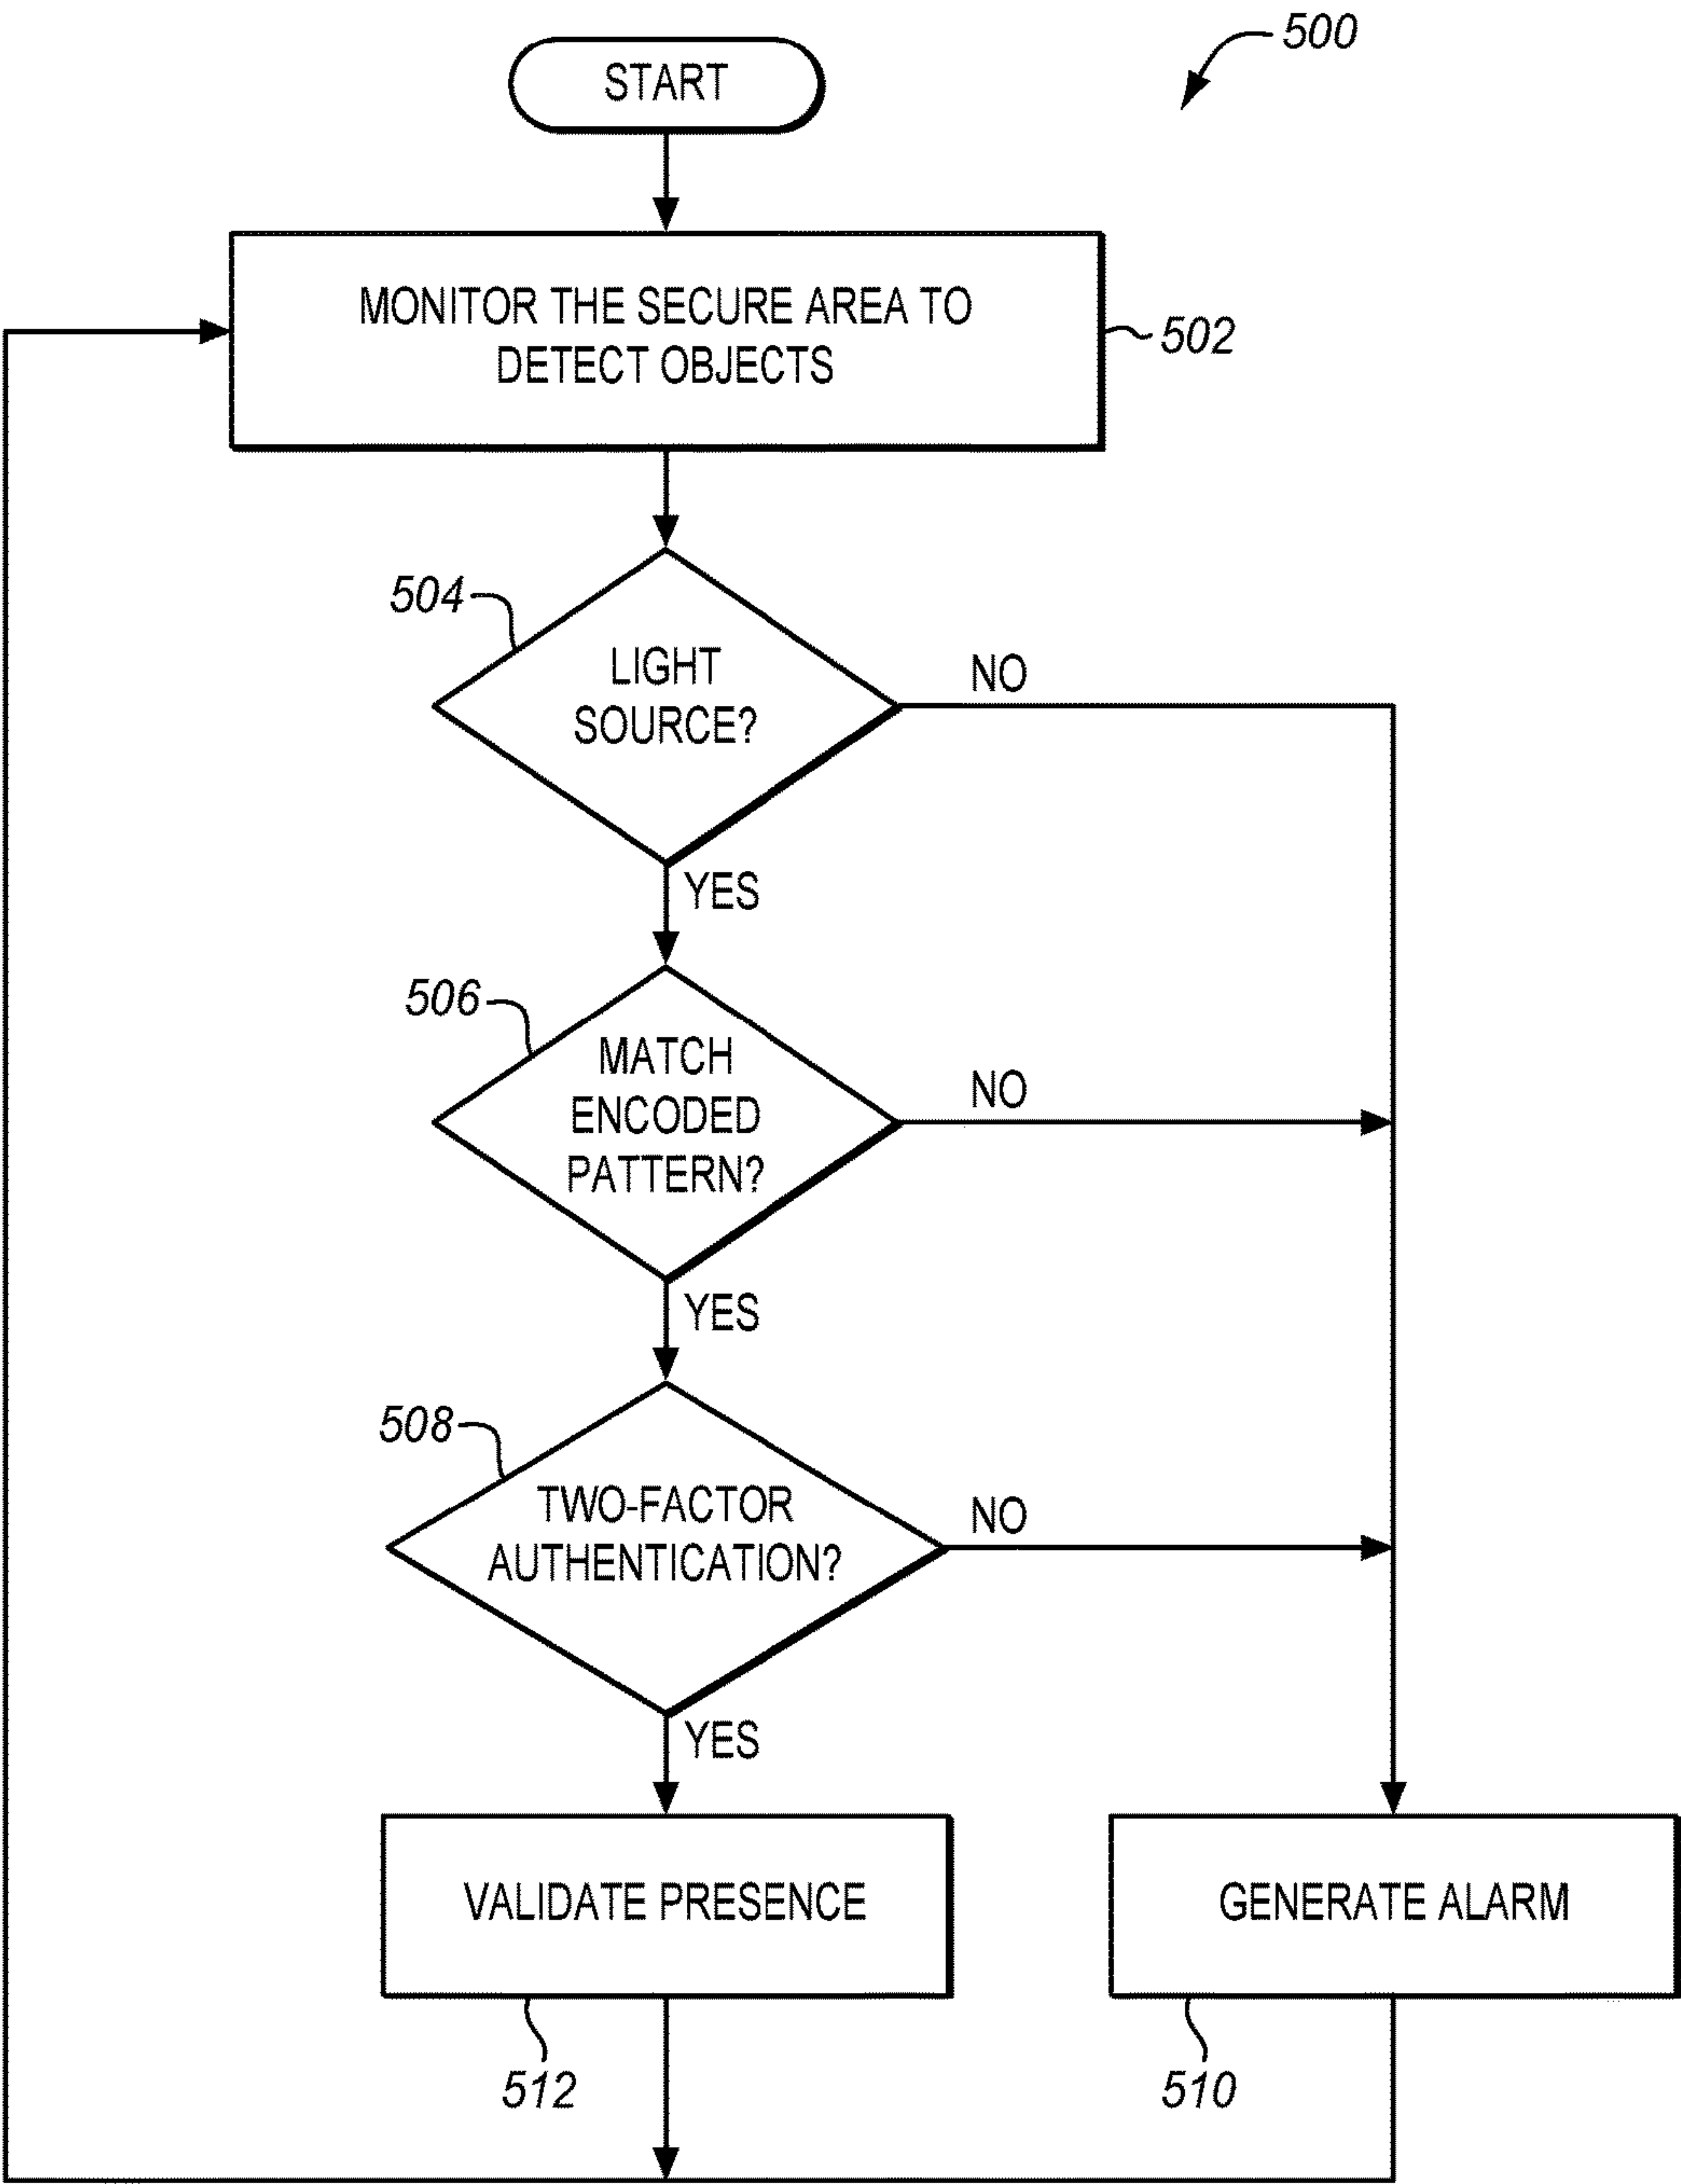 500
START
MONITOR THE SECURE AREA TO
DETECT OBJECTS
502
504
LIGHT
SOURCE?
NO
YES
506
MATCH
ENCODED
PATTERN?
NO
YES
508
TWO-FACTOR
AUTHENTICATION?
NO
YES
VALIDATE PRESENCE
GENERATE ALARM
512
510